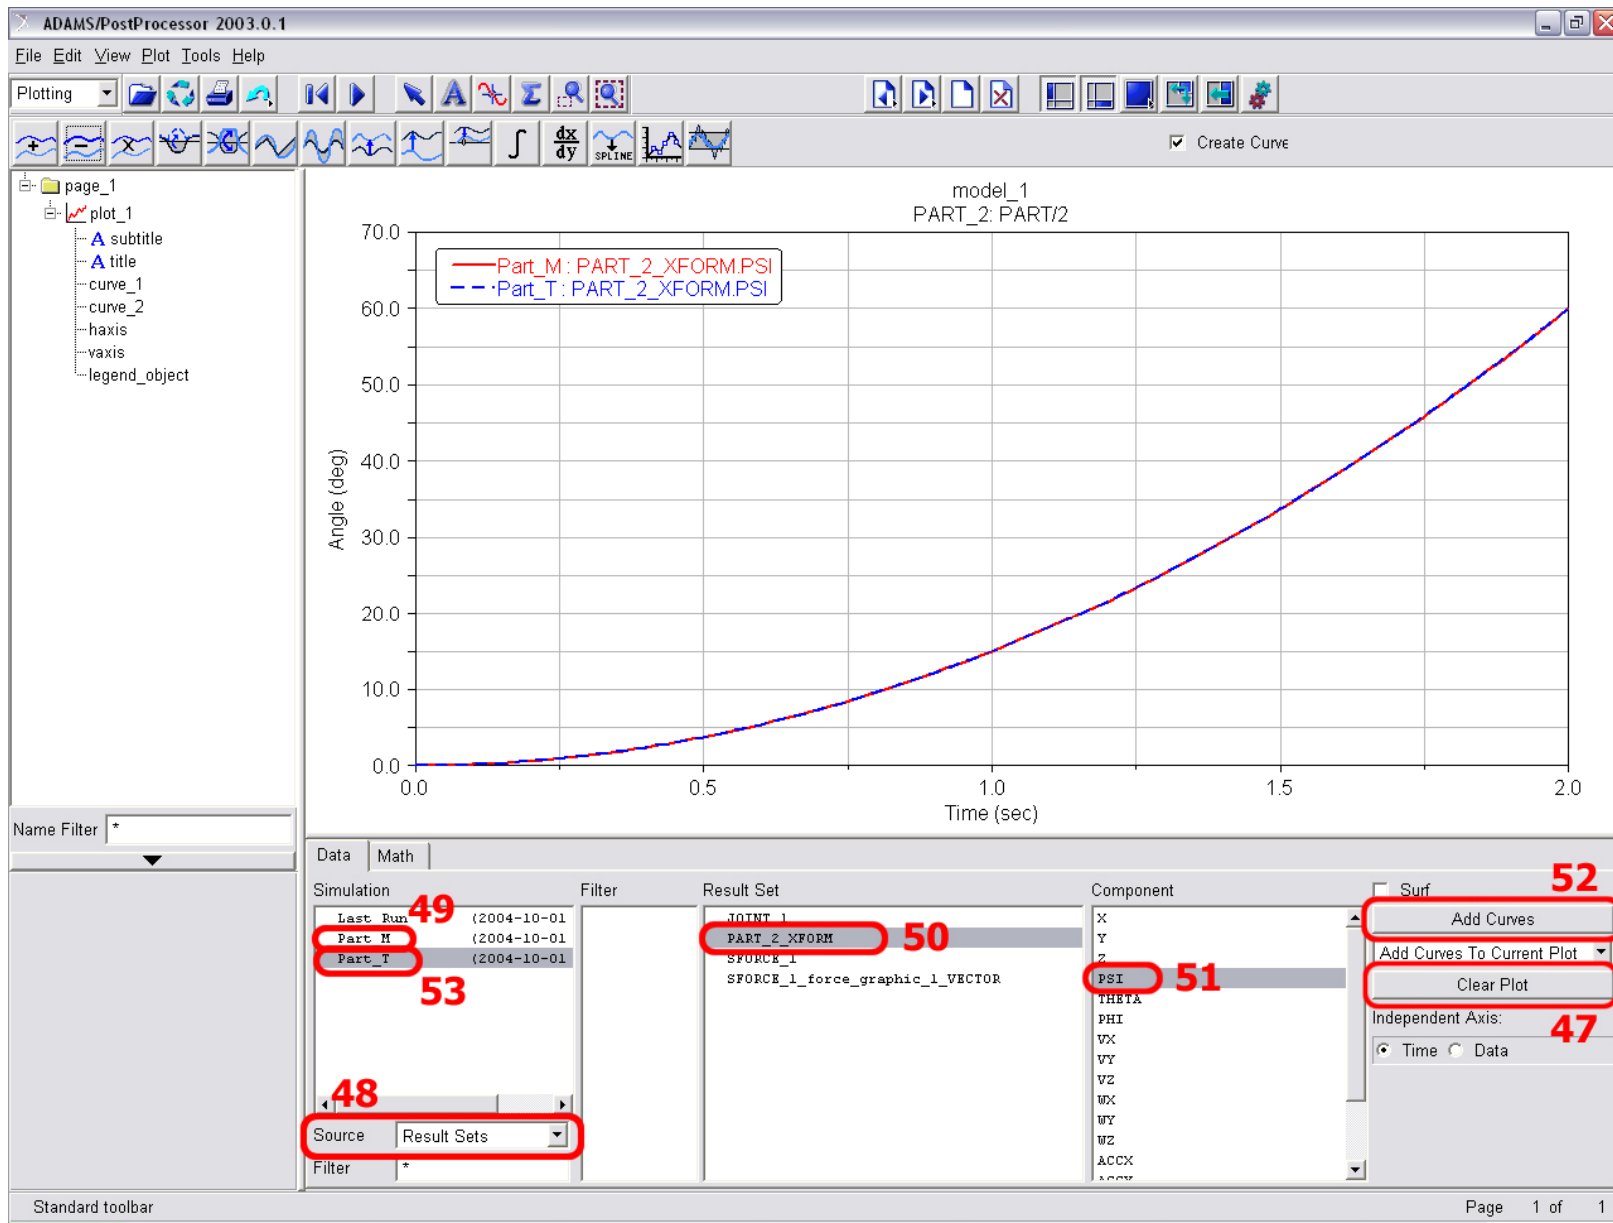 ADAMS/PostProcessor 2003.0.1
File Edit View Plot Tools Help
Plotting
A
Σ
+
−
x
∫
dx
dy
SPLINE
Create Curve
page_1
plot_1
A subtitle
A title
curve_1
curve_2
haxis
vaxis
legend_object
model_1
PART_2: PART/2
Part_M : PART_2_XFORM.PSI
Part_T : PART_2_XFORM.PSI
70.0
60.0
50.0
40.0
30.0
20.0
10.0
0.0
Angle (deg)
0.0 0.5 1.0 1.5 2.0
Time (sec)
Name Filter *
Data Math
Simulation Filter Result Set Component Surf 52
Last_Run (2004-10-01
49
Part_M (2004-10-01
Part_T (2004-10-01
53
48
Source Result Sets
Filter *
JOINT_1
PART_2_XFORM 50
SFORCE_1
SFORCE_1_force_graphic_1_VECTOR
X
Y
Z
PSI 51
THETA
PHI
VX
VY
VZ
WX
WY
WZ
ACCX
ACCY
Add Curves
Add Curves To Current Plot
Clear Plot
47
Independent Axis:
Time Data
Standard toolbar
Page 1 of 1